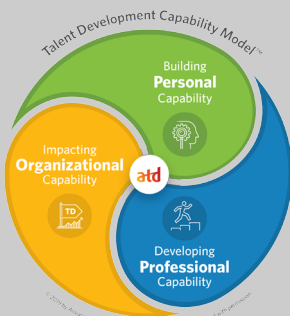 Talent Development Capability Model™
Building
Personal
Capability
Impacting
Organizational
Capability
atd
TD
Developing
Professional
Capability